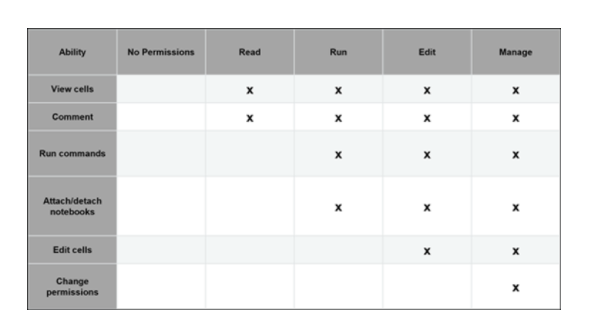 Ability No Permissions Read Run Edit Manage
View cells x x x x
Comment x x x x
Run commands x x x
Attach/detach
notebooks x x x
Edit cells x x
Change
permissions x